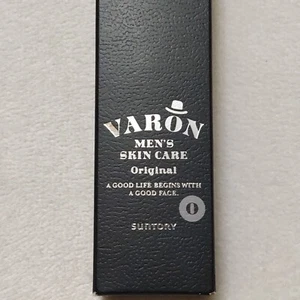 VARON
MEN'S
SKIN CARE
Original
A GOOD LIFE BEGINS WITH
A GOOD FACE.
O
SUNTORY